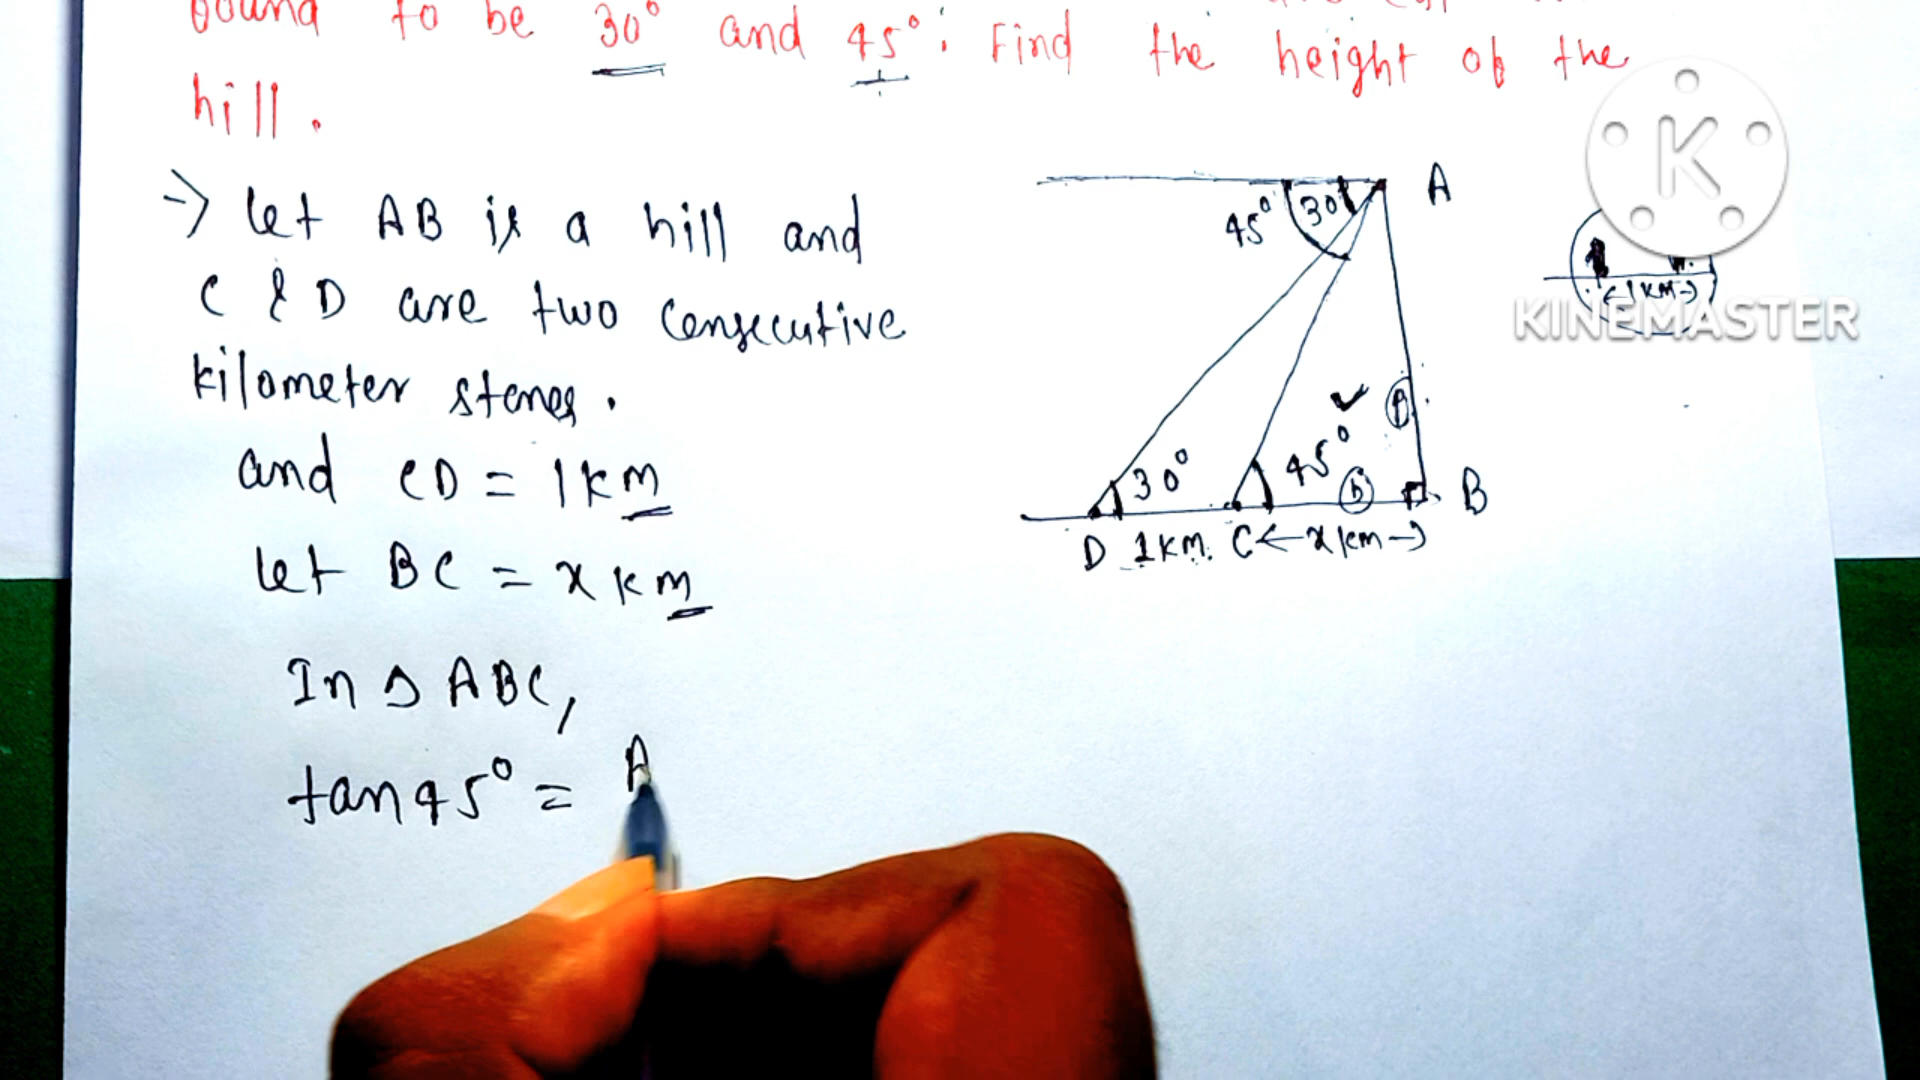 to be 30° and 45°. Find the height of the
hill.
→ let AB is a hill and
C & D are two consecutive
kilometer stones.
and CD = 1km
let BC = x km
In Δ ABC,
tan45° = A
A
45° 30°
30° 45° P
b B
D 1km. C ← x km →
←1km→
K
KINEMASTER